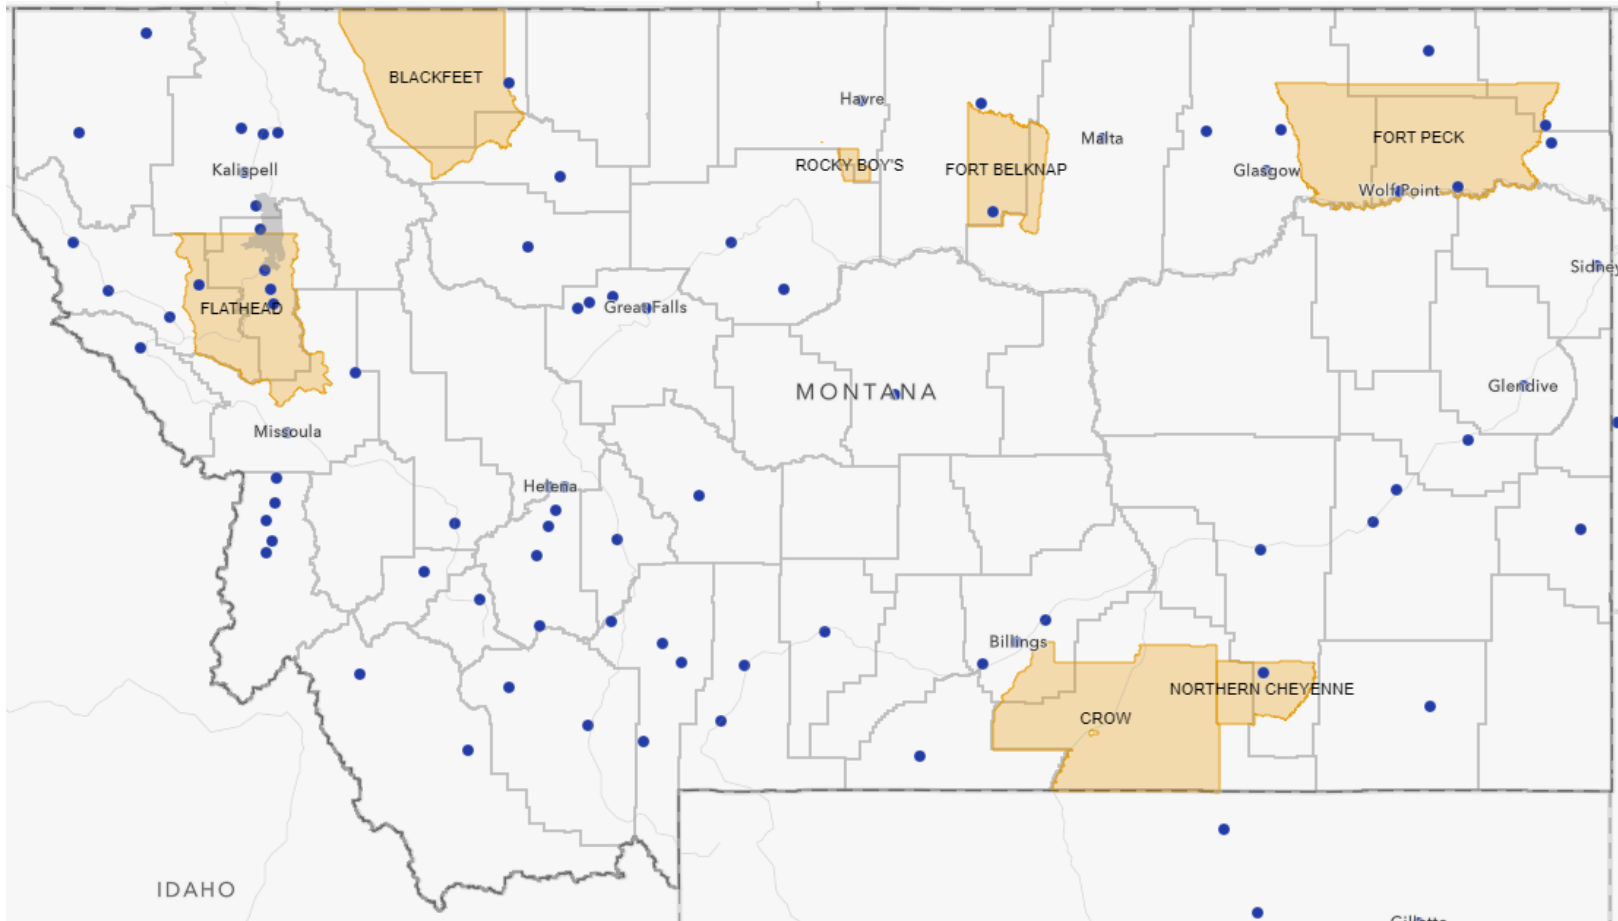 BLACKFEET
Havre
Malta
FORT PECK
ROCKY BOY'S
FORT BELKNAP
Kalispell
Glasgow
Wolf Point
Sidney
FLATHEAD
Great Falls
MONTANA
Glendive
Missoula
Helena
Billings
NORTHERN CHEYENNE
CROW
IDAHO